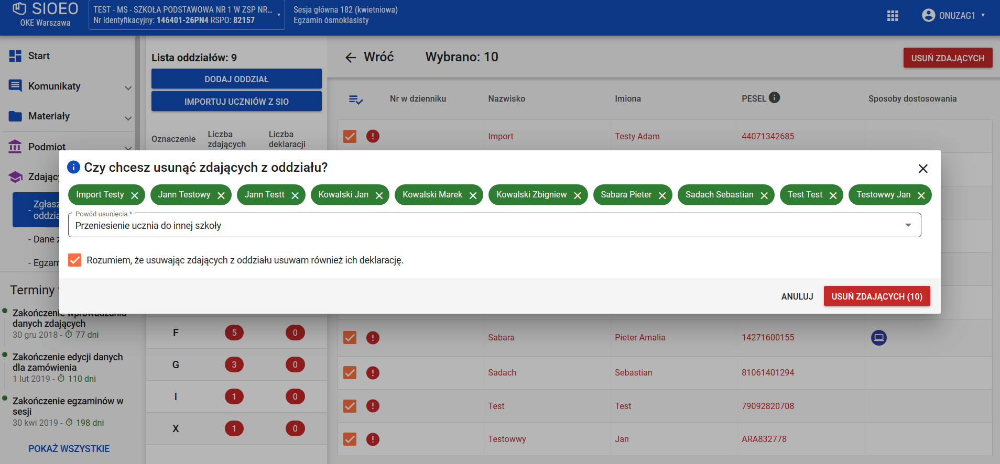 SIOEO
OKE Warszawa
TEST - MS - SZKOŁA PODSTAWOWA NR 1 W ZSP NR...
Nr identyfikacyjny: 146401-26PN4 RSPO: 82157
Sesja główna 182 (kwietniowa)
Egzamin ósmoklasisty
ONUZAG1
Start
Komunikaty
Materiały
Podmiot
- Dane
Terminy
Zakończenie wprowadzania
danych zdających
30 gru 2018 - 77 dni
Zakończenie edycji danych
dla zamówienia
1 lut 2019 - 110 dni
Zakończenie egzaminów w
sesji
30 kwi 2019 - 198 dni
POKAŻ WSZYSTKIE
Lista oddziałów: 9
DODAJ ODDZIAŁ
IMPORTUJ UCZNIÓW Z SIO
Oznaczenie Liczba zdających Liczba deklaracji
F 5 0
G 3 0
I 1 0
X 1 0
Wróć Wybrano: 10
USUŃ ZDAJĄCYCH
Nr w dzienniku Nazwisko Imiona PESEL Sposoby dostosowania
Import Testy Adam 44071342685
Czy chcesz usunąć zdających z oddziału?
Import Testy Jann Testowy Jann Testt Kowalski Jan Kowalski Marek Kowalski Zbigniew Sabara Pieter Sadach Sebastian Test Test Testowwy Jan
Powód usunięcia *
Przeniesienie ucznia do innej szkoły
Rozumiem, że usuwając zdających z oddziału usuwam również ich deklarację.
ANULUJ USUŃ ZDAJĄCYCH (10)
Sabara Pieter Amalia 14271600155
Sadach Sebastian 81061401294
Test Test 79092820708
Testowwy Jan ARA832778